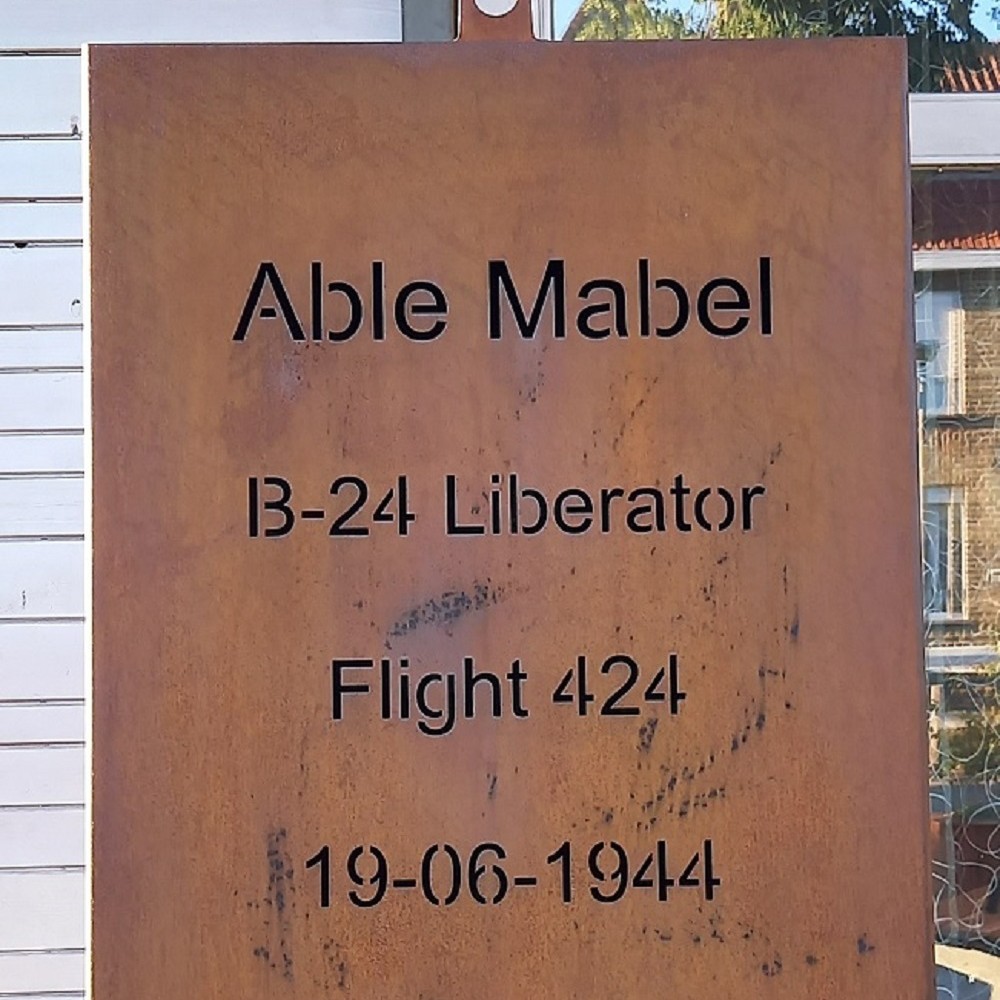 Able Mabel
B-24 Liberator
Flight 424
19-06-1944